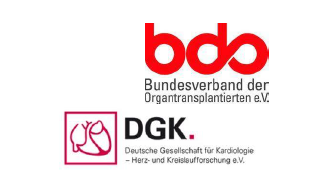 bdo
Bundesverband der
Organtransplantierten e.V.
DGK.
Deutsche Gesellschaft für Kardiologie
– Herz- und Kreislaufforschung e.V.